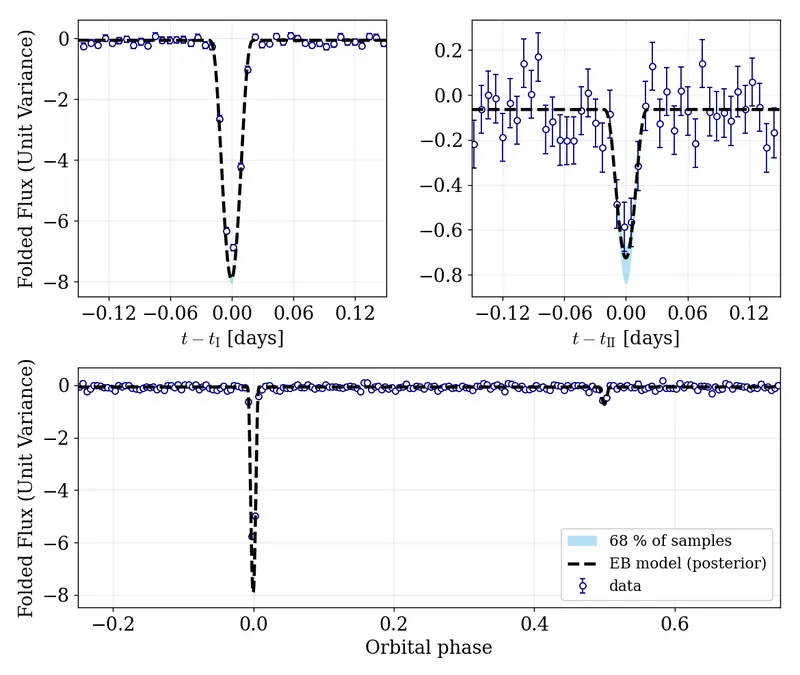 Folded Flux (Unit Variance)
0
−2
−4
−6
−8
−0.12 −0.06 0.00 0.06 0.12
t − t_I [days]
0.2
0.0
−0.2
−0.4
−0.6
−0.8
−0.12 −0.06 0.00 0.06 0.12
t − t_II [days]
Folded Flux (Unit Variance)
0
−2
−4
−6
−8
−0.2 0.0 0.2 0.4 0.6
Orbital phase
68 % of samples
EB model (posterior)
data